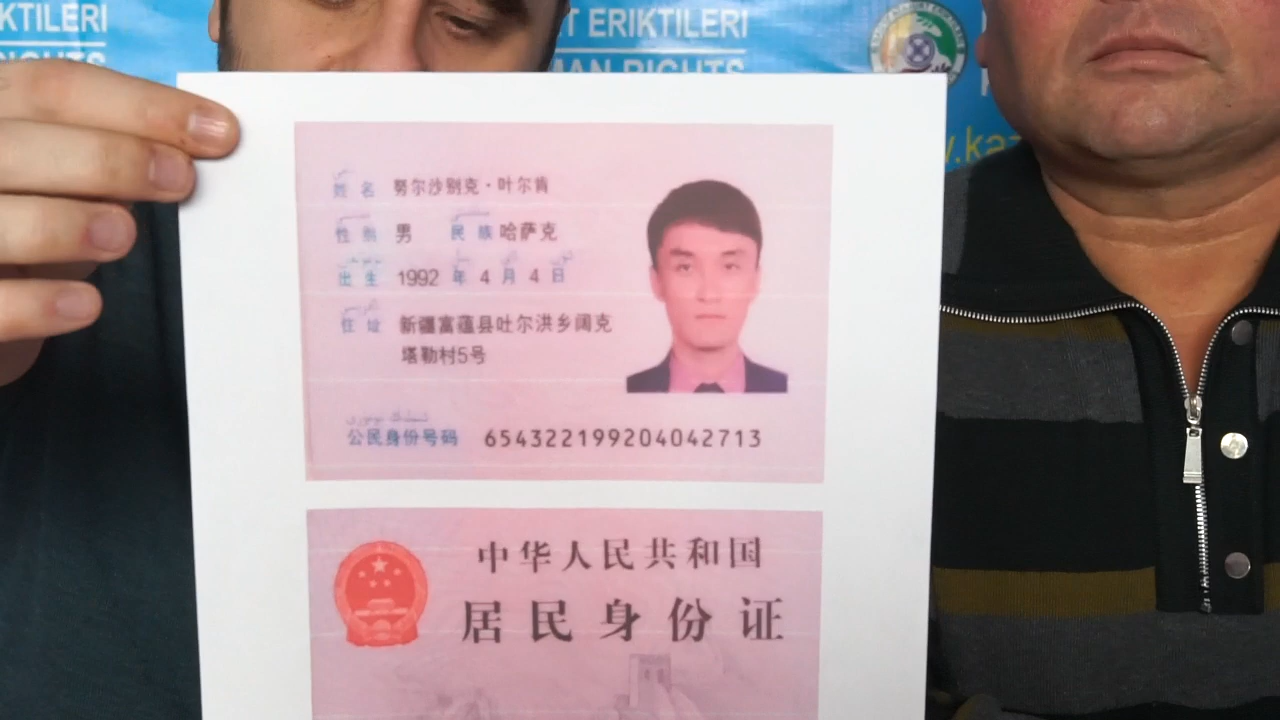 T ERIKTILERI
MAN RIGHTS
姓名 努尔沙别克·叶尔肯
性别 男 民族 哈萨克
出生 1992 年 4 月 4 日
住址 新疆富蕴县吐尔洪乡阔克
塔勒村5号
公民身份号码 654322199204042713
中华人民共和国
居民身份证